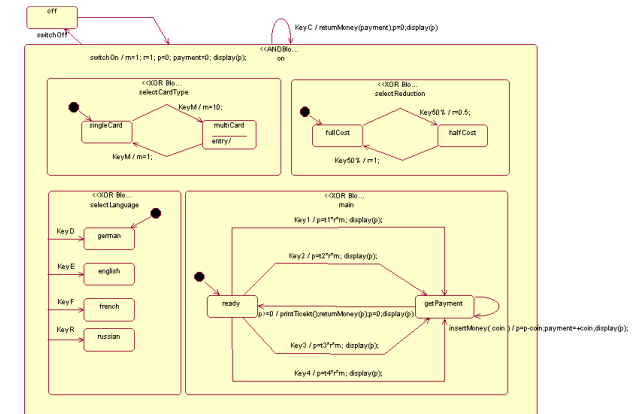 off
switchOff
KeyC / returnMoney(payment);p=0;display(p)
<<ANDBlo...
switchOn / m=1; r=1; p=0; payment=0; display(p);
on
<<XOR Blo...
selectCardType
KeyM / m=10;
singleCard
multiCard
entry/
KeyM / m=1;
<<XOR Blo...
selectReduction
Key50% / r=0.5;
fullCost
halfCost
Key50% / r=1;
<<XOR Blo...
selectLanguage
KeyD
german
KeyE
english
KeyF
french
KeyR
russian
<<XOR Blo...
main
Key1 / p=t1*r*m; display(p);
Key2 / p=t2*r*m; display(p);
ready
getPayment
p>=0 / printTicekt();returnMoney(p);p=0;display(p)
insertMoney( coin ) / p=p-coin;payment=+coin,display(p);
Key3 / p=t3*r*m; display(p);
Key4 / p=t4*r*m; display(p);